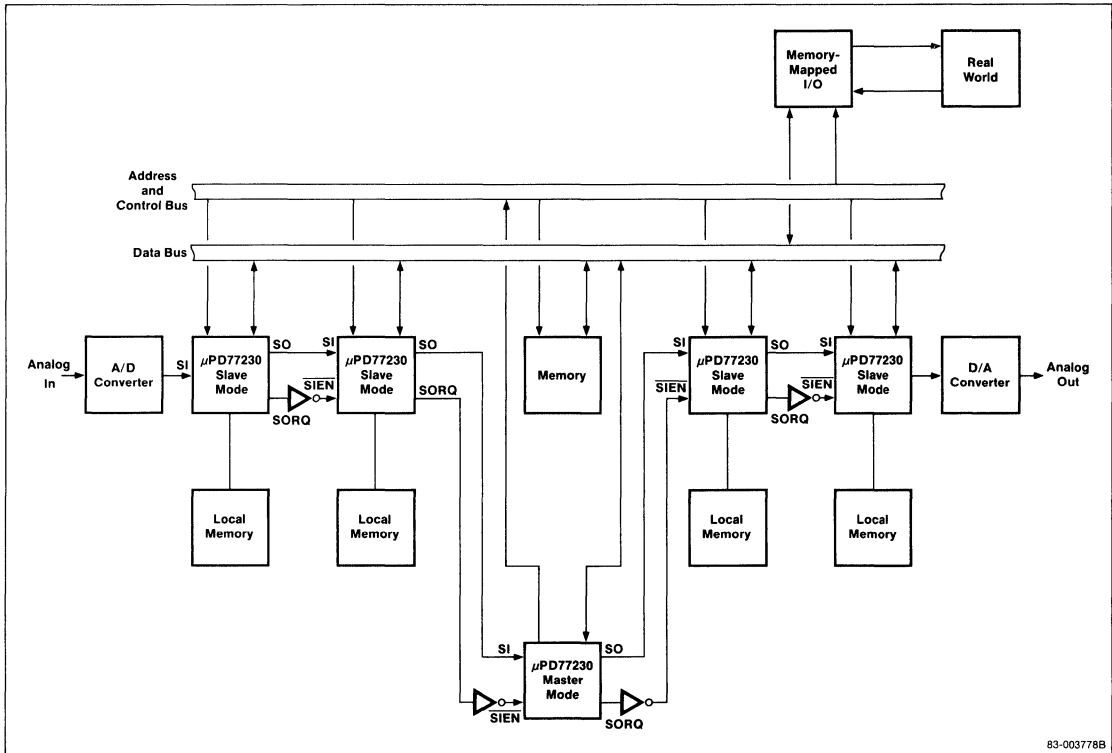 Memory-
Mapped
I/O
Real
World
Address
and
Control Bus
Data Bus
Analog
In
A/D
Converter
SI
μPD77230
Slave
Mode
SO
SORQ
SI
SIEN
μPD77230
Slave
Mode
SO
SORQ
Memory
SI
SIEN
μPD77230
Slave
Mode
SO
SORQ
SI
SIEN
μPD77230
Slave
Mode
D/A
Converter
Analog
Out
Local
Memory
Local
Memory
Local
Memory
Local
Memory
SI
SIEN
μPD77230
Master
Mode
SO
SORQ
83-003778B